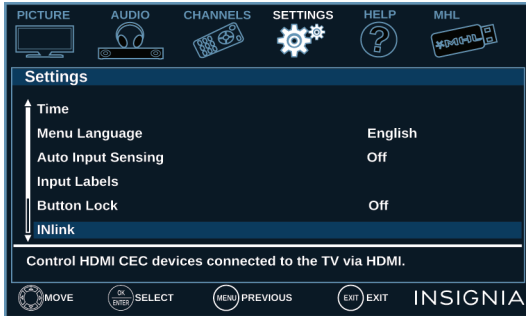 PICTURE AUDIO CHANNELS SETTINGS HELP MHL
MHL
Settings
Time
Menu Language English
Auto Input Sensing Off
Input Labels
Button Lock Off
INlink
Control HDMI CEC devices connected to the TV via HDMI.
MOVE OK ENTER SELECT MENU PREVIOUS EXIT EXIT INSIGNIA